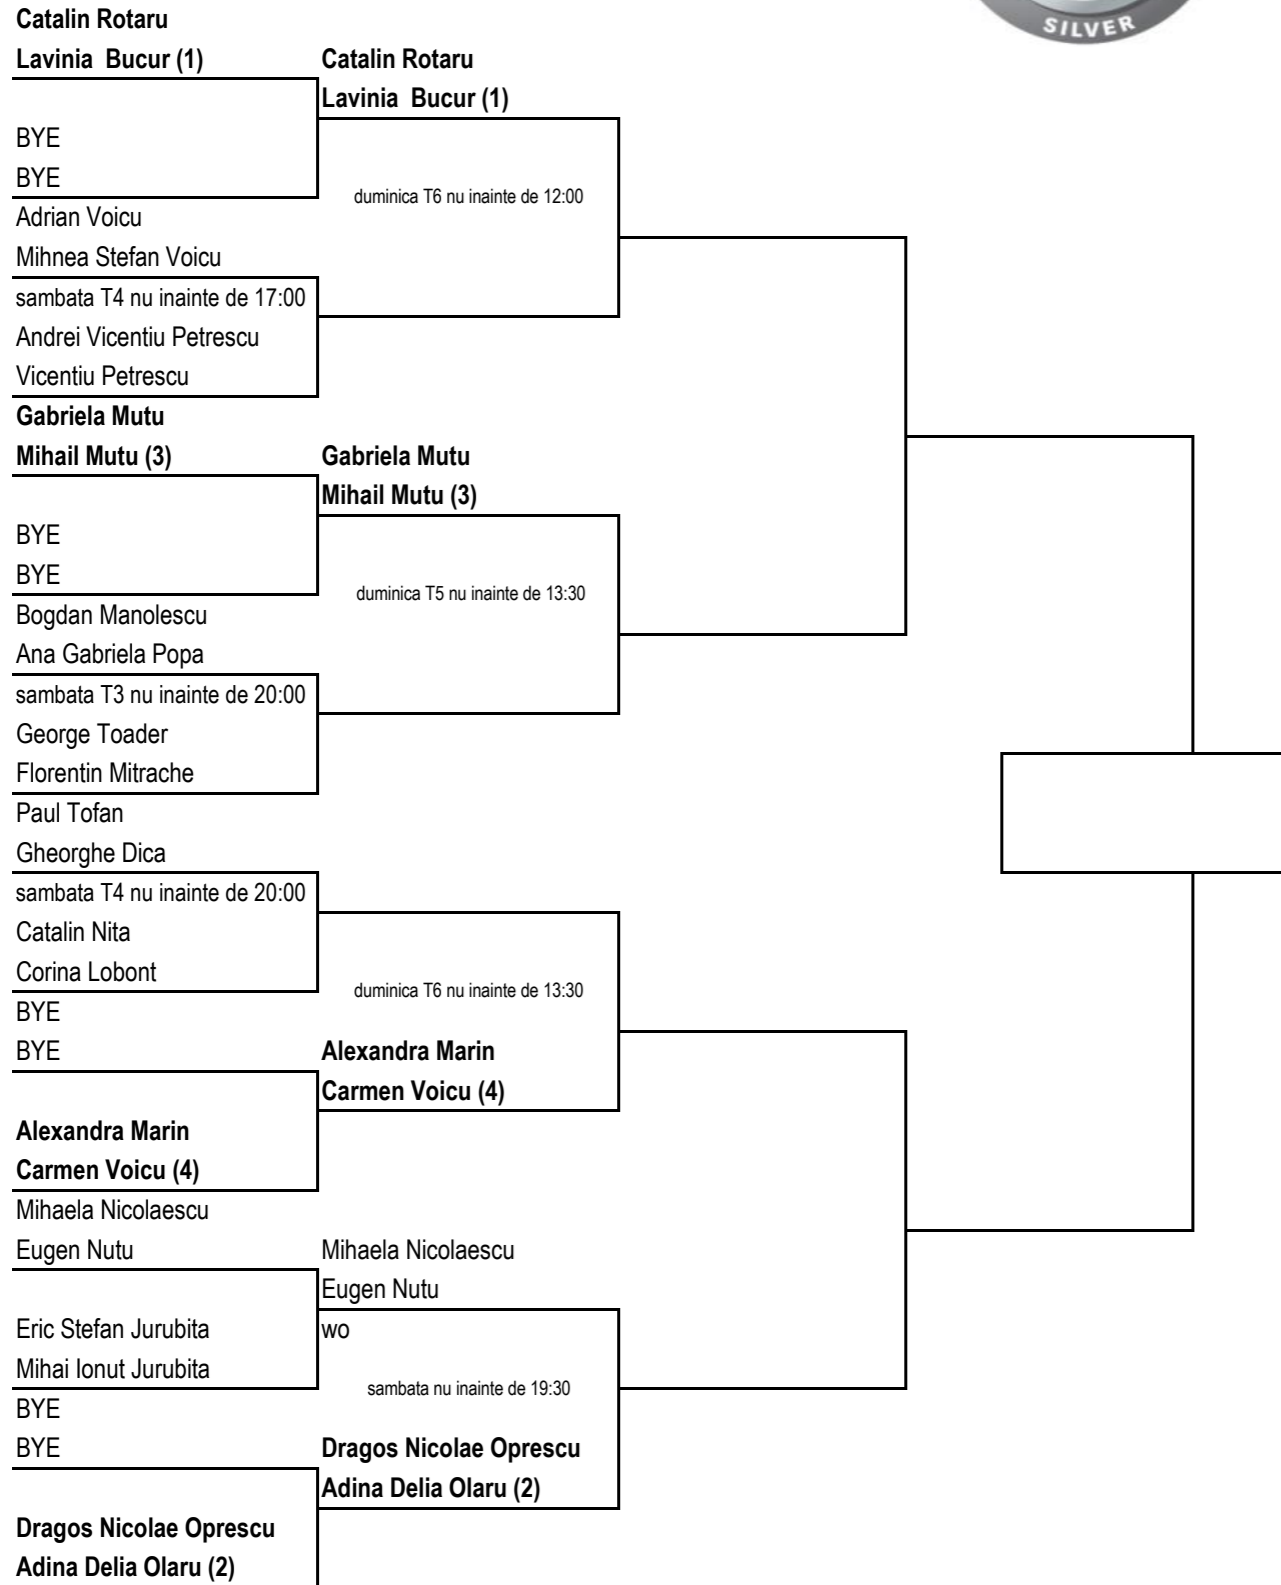 SILVER
Catalin Rotaru
Lavinia Bucur (1)
Catalin Rotaru
Lavinia Bucur (1)
BYE
BYE
duminica T6 nu inainte de 12:00
Adrian Voicu
Mihnea Stefan Voicu
sambata T4 nu inainte de 17:00
Andrei Vicentiu Petrescu
Vicentiu Petrescu
Gabriela Mutu
Mihail Mutu (3)
Gabriela Mutu
Mihail Mutu (3)
BYE
BYE
duminica T5 nu inainte de 13:30
Bogdan Manolescu
Ana Gabriela Popa
sambata T3 nu inainte de 20:00
George Toader
Florentin Mitrache
Paul Tofan
Gheorghe Dica
sambata T4 nu inainte de 20:00
Catalin Nita
Corina Lobont
duminica T6 nu inainte de 13:30
BYE
BYE
Alexandra Marin
Carmen Voicu (4)
Alexandra Marin
Carmen Voicu (4)
Mihaela Nicolaescu
Eugen Nutu
Mihaela Nicolaescu
Eugen Nutu
Eric Stefan Jurubita
Mihai Ionut Jurubita
wo
sambata nu inainte de 19:30
BYE
BYE
Dragos Nicolae Oprescu
Adina Delia Olaru (2)
Dragos Nicolae Oprescu
Adina Delia Olaru (2)